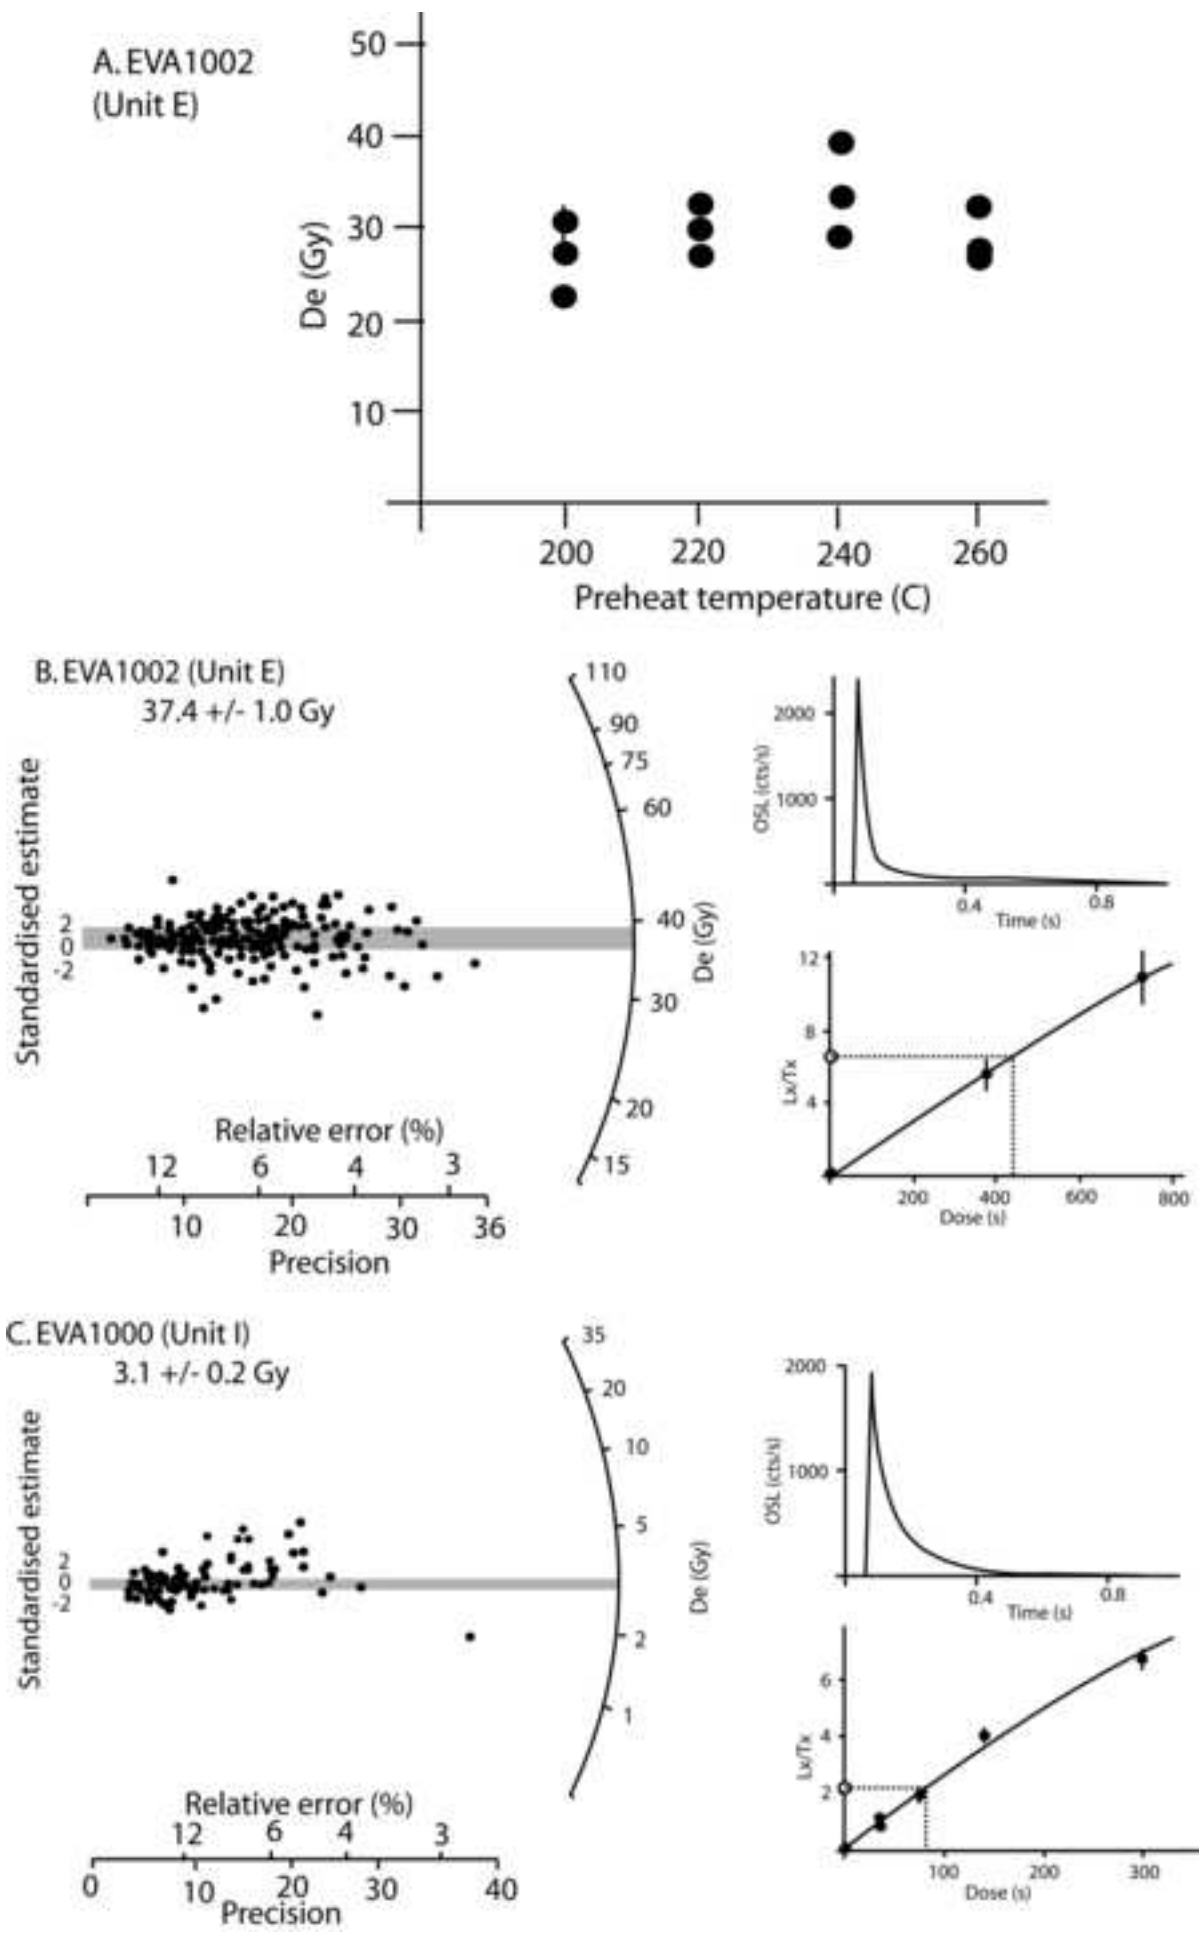 A. EVA1002
(Unit E)
50
40
30
20
10
De (Gy)
200 220 240 260
Preheat temperature (C)
B. EVA1002 (Unit E)
37.4 +/- 1.0 Gy
Standardised estimate
2
0
-2
110
90
75
60
40
30
20
15
De (Gy)
Relative error (%)
12 6 4 3
10 20 30 36
Precision
2000
1000
OSL (cts/s)
0.4 0.8
Time (s)
12
8
4
Lx/Tx
200 400 600 800
Dose (s)
C. EVA1000 (Unit I)
3.1 +/- 0.2 Gy
Standardised estimate
2
0
-2
35
20
10
5
2
1
De (Gy)
Relative error (%)
12 6 4 3
0 10 20 30 40
Precision
2000
1000
OSL (cts/s)
0.4 0.8
Time (s)
6
4
2
Lx/Tx
100 200 300
Dose (s)